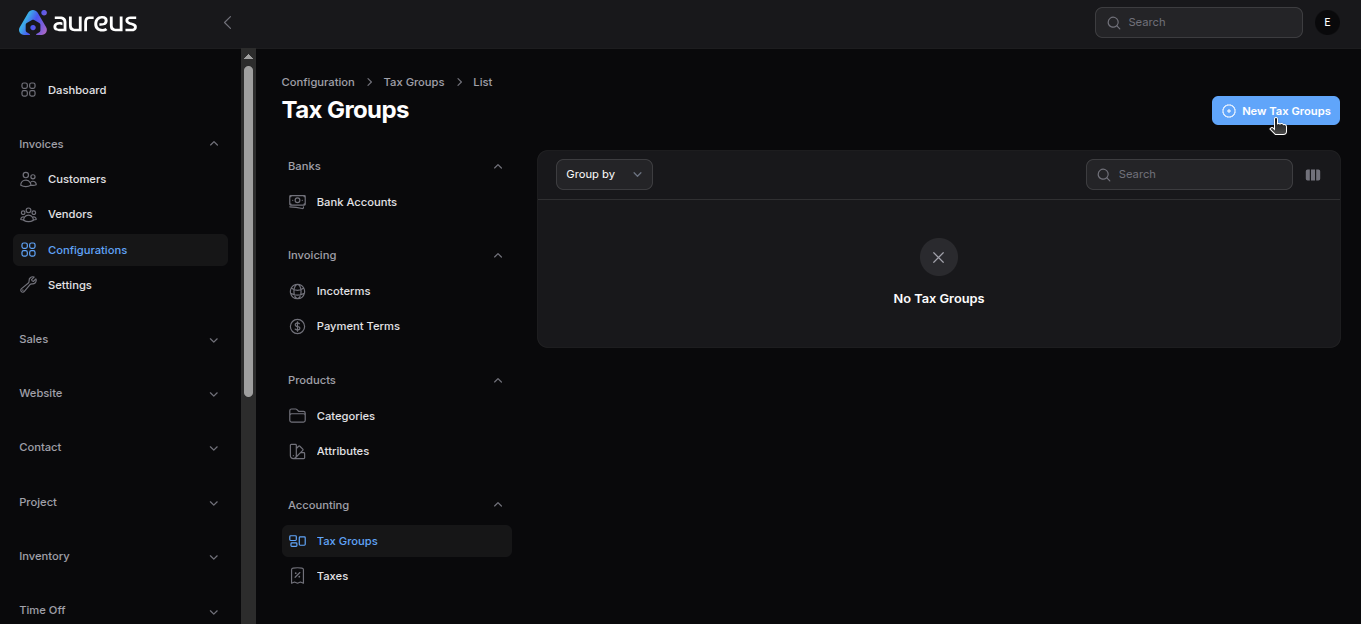 aureus
Search
E
Dashboard
Invoices
Customers
Vendors
Configurations
Settings
Sales
Website
Contact
Project
Inventory
Time Off
Configuration > Tax Groups > List
Tax Groups
New Tax Groups
Banks
Bank Accounts
Invoicing
Incoterms
Payment Terms
Products
Categories
Attributes
Accounting
Tax Groups
Taxes
Group by
Search
No Tax Groups